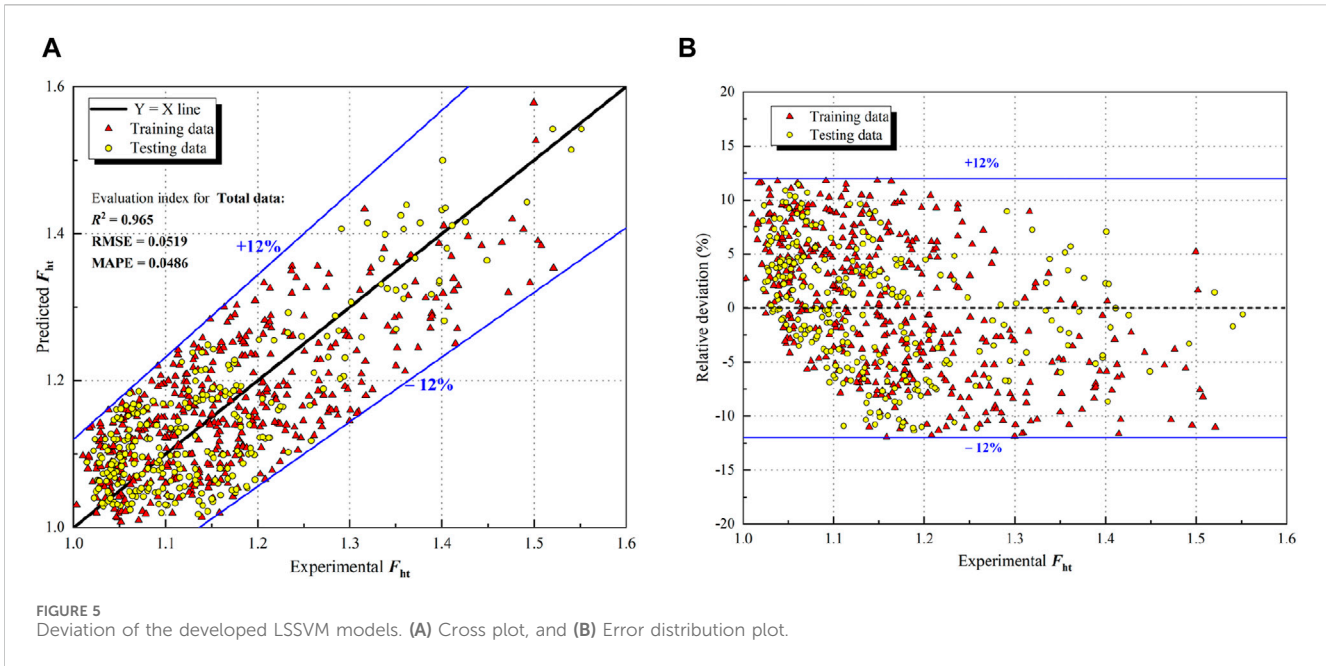 A
1.6
Y = X line
Training data
Testing data
Evaluation index for Total data:
R² = 0.965
RMSE = 0.0519
MAPE = 0.0486
+12%
− 12%
1.4
1.2
1.0
Predicted Fht
1.0 1.1 1.2 1.3 1.4 1.5 1.6
Experimental Fht
B
20
15
10
5
0
-5
-10
-15
-20
Relative deviation (%)
Training data
Testing data
+12%
− 12%
1.0 1.1 1.2 1.3 1.4 1.5 1.6
Experimental Fht
FIGURE 5
Deviation of the developed LSSVM models. (A) Cross plot, and (B) Error distribution plot.